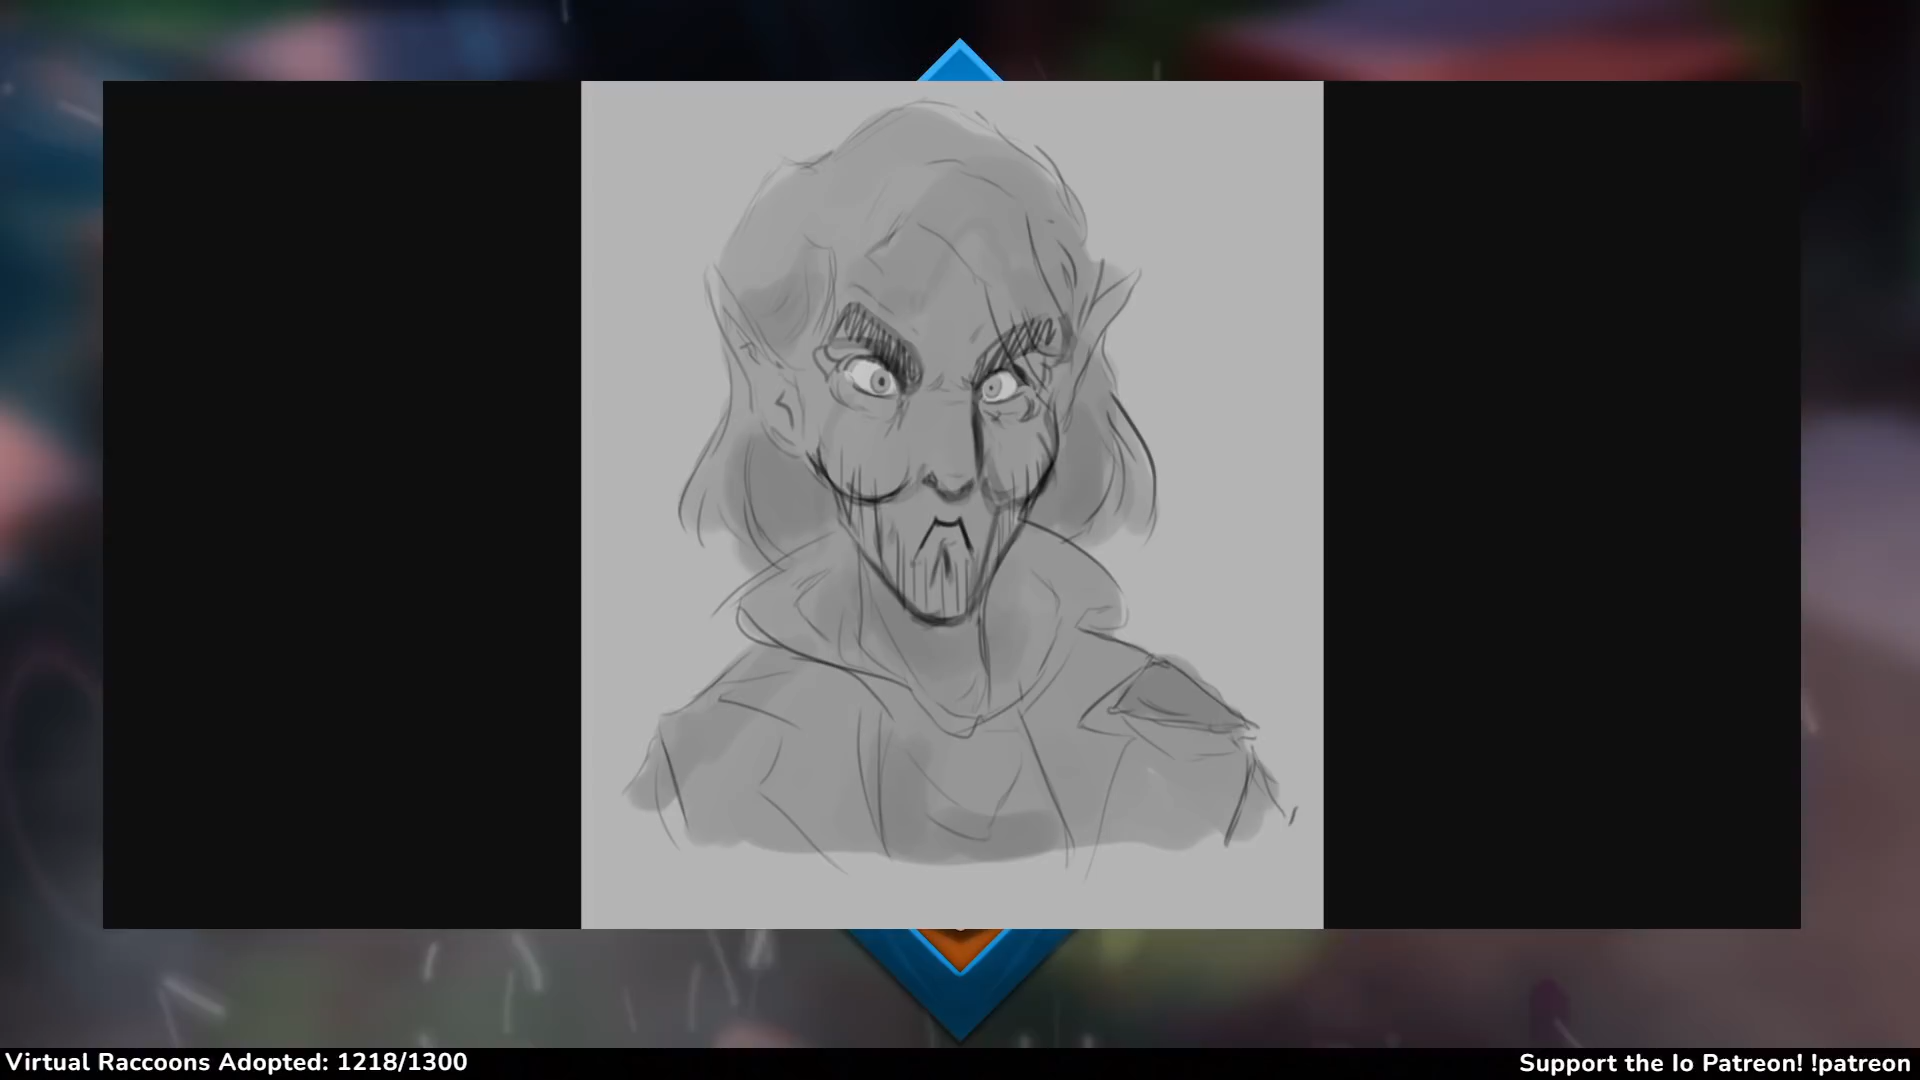 Virtual Raccoons Adopted: 1218/1300
Support the Io Patreon! !patreon